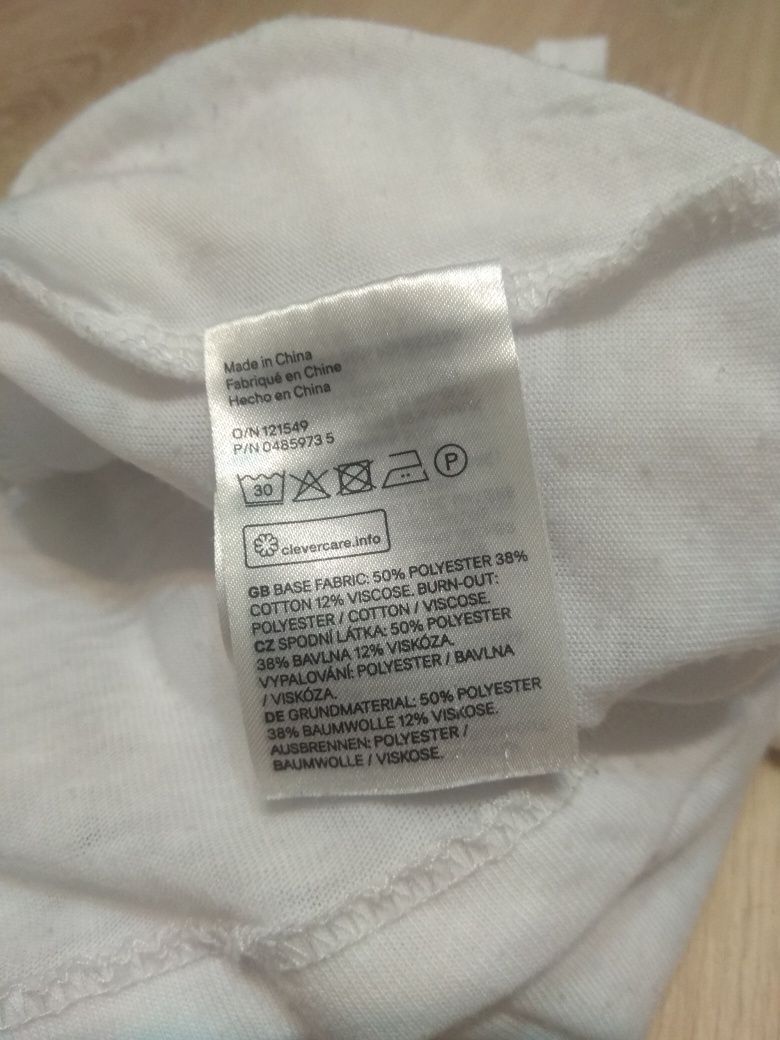 Made in China
Fabriqué en Chine
Hecho en China
O/N 121549
P/N 0485973 5
30
P
clevercare.info
GB BASE FABRIC: 50% POLYESTER 38%
COTTON 12% VISCOSE. BURN-OUT:
POLYESTER / COTTON / VISCOSE.
CZ SPODNÍ LÁTKA: 50% POLYESTER
38% BAVLNA 12% VISKÓZA.
VYPALOVÁNÍ: POLYESTER / BAVLNA
/ VISKÓZA.
DE GRUNDMATERIAL: 50% POLYESTER
38% BAUMWOLLE 12% VISKOSE.
AUSBRENNEN: POLYESTER /
BAUMWOLLE / VISKOSE.